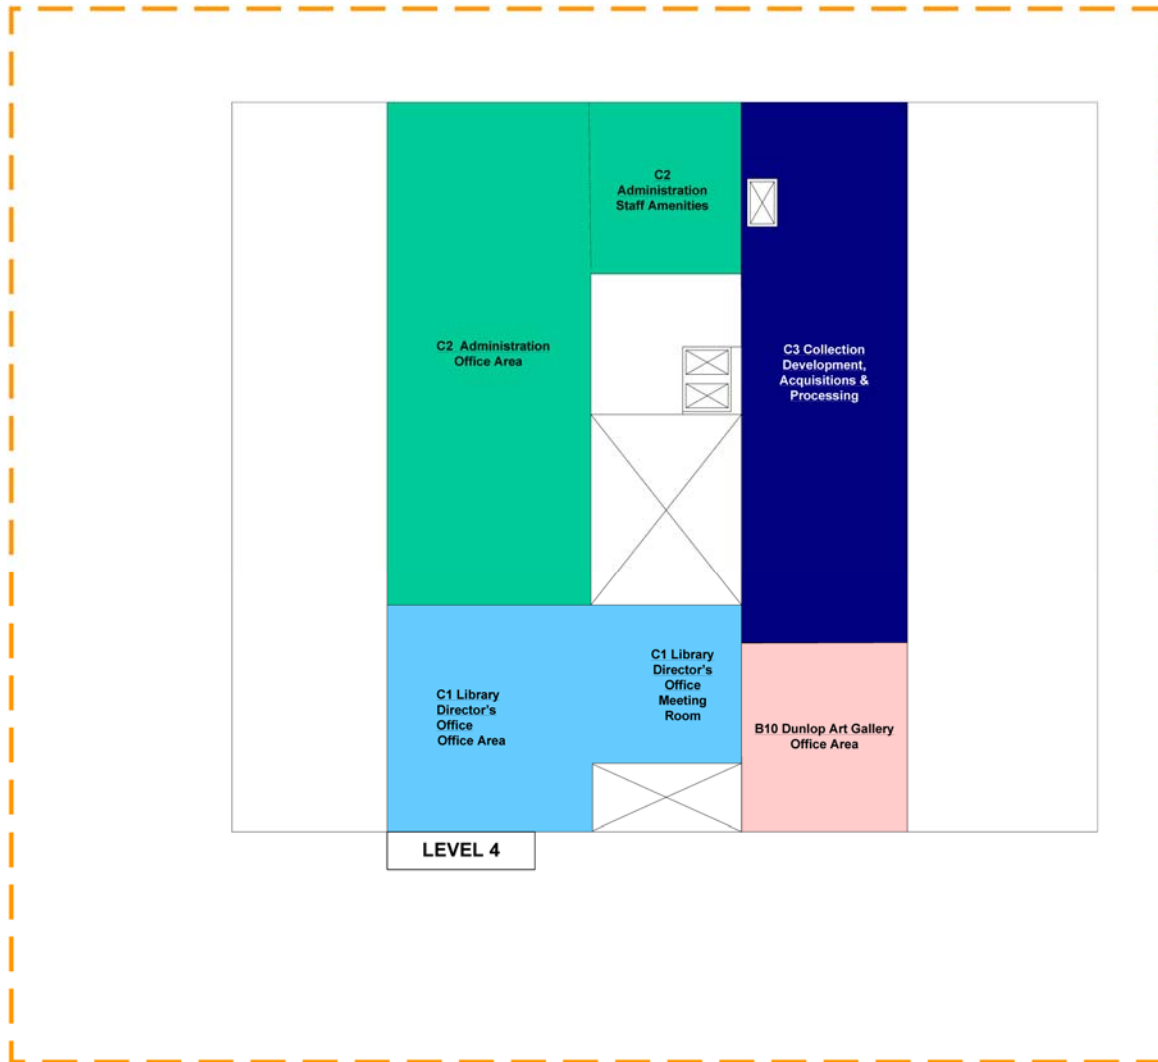 C2
Administration
Staff Amenities
C2 Administration
Office Area
C3 Collection
Development,
Acquisitions &
Processing
C1 Library
Director's
Office
Meeting
Room
C1 Library
Director's
Office
Office Area
B10 Dunlop Art Gallery
Office Area
LEVEL 4